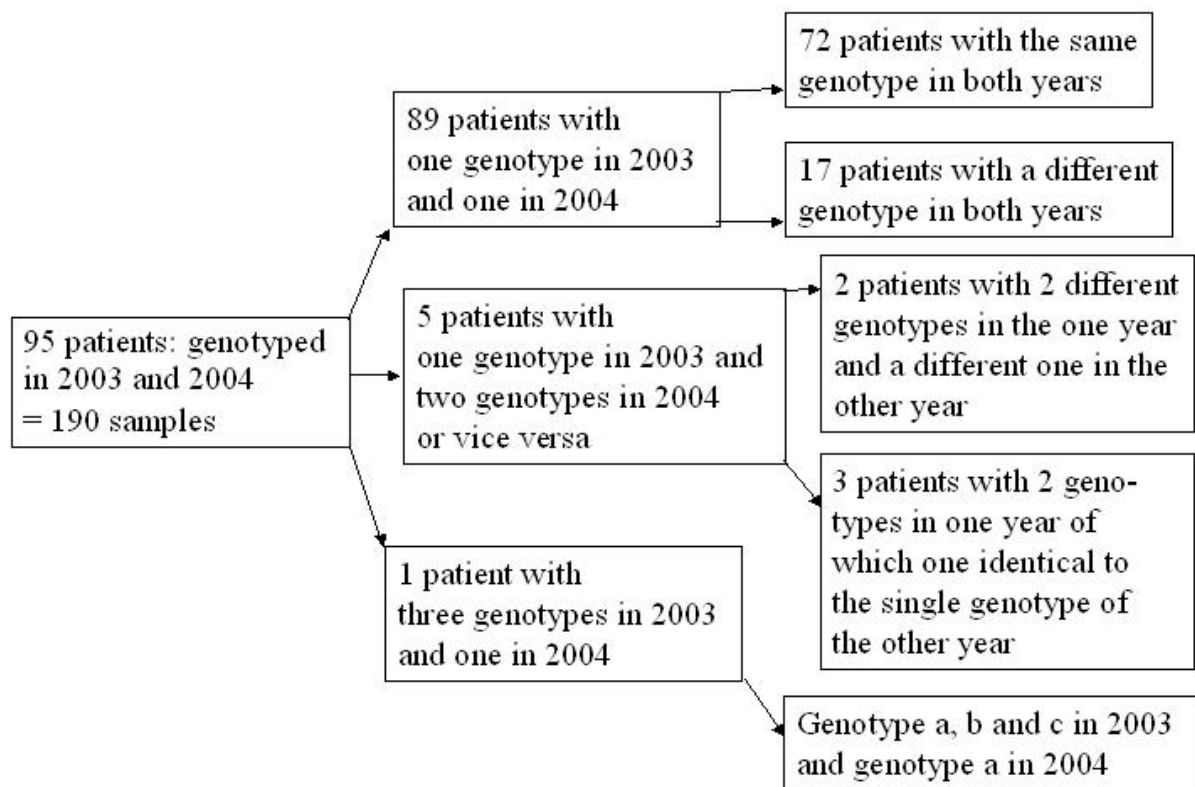 95 patients: genotyped
in 2003 and 2004
= 190 samples
89 patients with
one genotype in 2003
and one in 2004
72 patients with the same
genotype in both years
17 patients with a different
genotype in both years
5 patients with
one genotype in 2003 and
two genotypes in 2004
or vice versa
2 patients with 2 different
genotypes in the one year
and a different one in the
other year
3 patients with 2 geno-
types in one year of
which one identical to
the single genotype of
the other year
1 patient with
three genotypes in 2003
and one in 2004
Genotype a, b and c in 2003
and genotype a in 2004